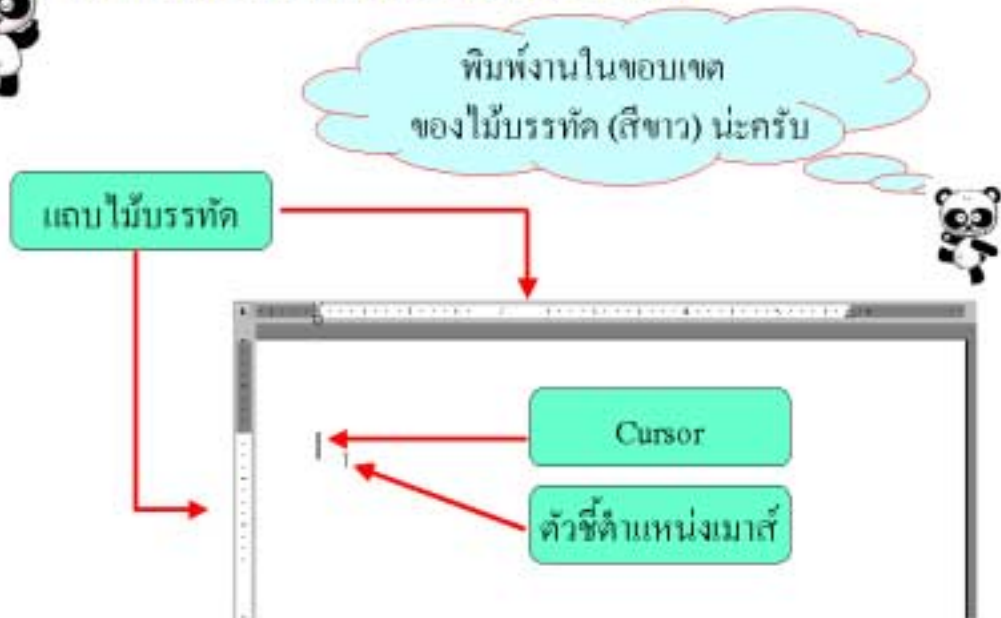 พิมพ์งานในขอบเขต
ของไม้บรรทัด (สีขาว) น่ะครับ
แถบไม้บรรทัด
Cursor
ตัวชี้ตำแหน่งเมาส์